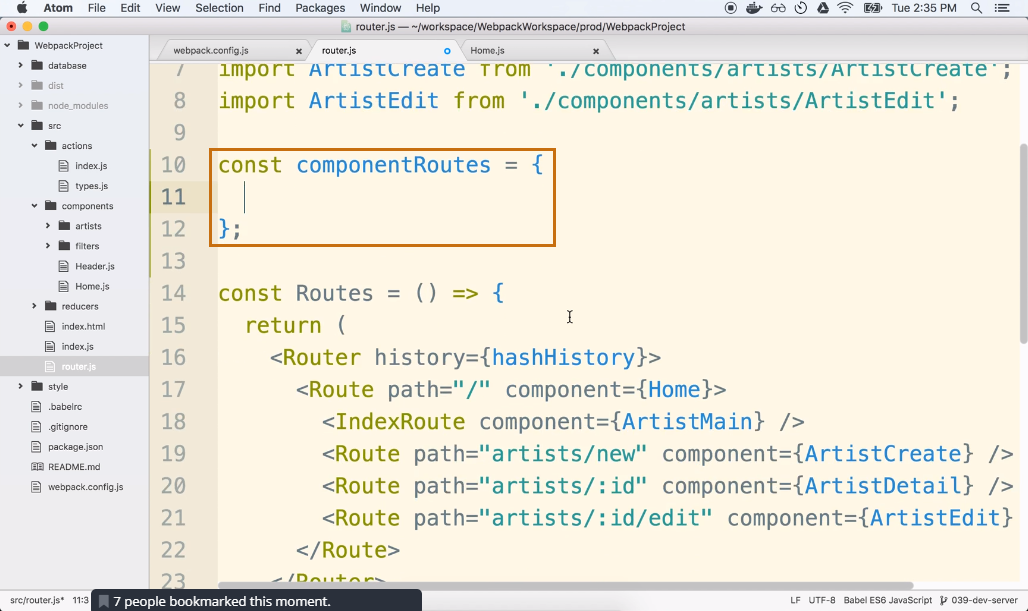 Atom File Edit View Selection Find Packages Window Help Tue 2:35 PM
router.js — ~/workspace/WebpackWorkspace/prod/WebpackProject
WebpackProject
database
dist
node_modules
src
actions
index.js
types.js
components
artists
filters
Header.js
Home.js
reducers
index.html
index.js
router.js
style
.babelrc
.gitignore
package.json
README.md
webpack.config.js
webpack.config.js router.js Home.js
7 import ArtistCreate from './components/artists/ArtistCreate';
8 import ArtistEdit from './components/artists/ArtistEdit';
9
10 const componentRoutes = {
11
12 };
13
14 const Routes = () => {
15 return (
16 <Router history={hashHistory}>
17 <Route path="/" component={Home}>
18 <IndexRoute component={ArtistMain} />
19 <Route path="artists/new" component={ArtistCreate} />
20 <Route path="artists/:id" component={ArtistDetail} />
21 <Route path="artists/:id/edit" component={ArtistEdit}
22 </Route>
23 </Router>
src/router.js* 11:3 LF UTF-8 Babel ES6 JavaScript 039-dev-server
7 people bookmarked this moment.